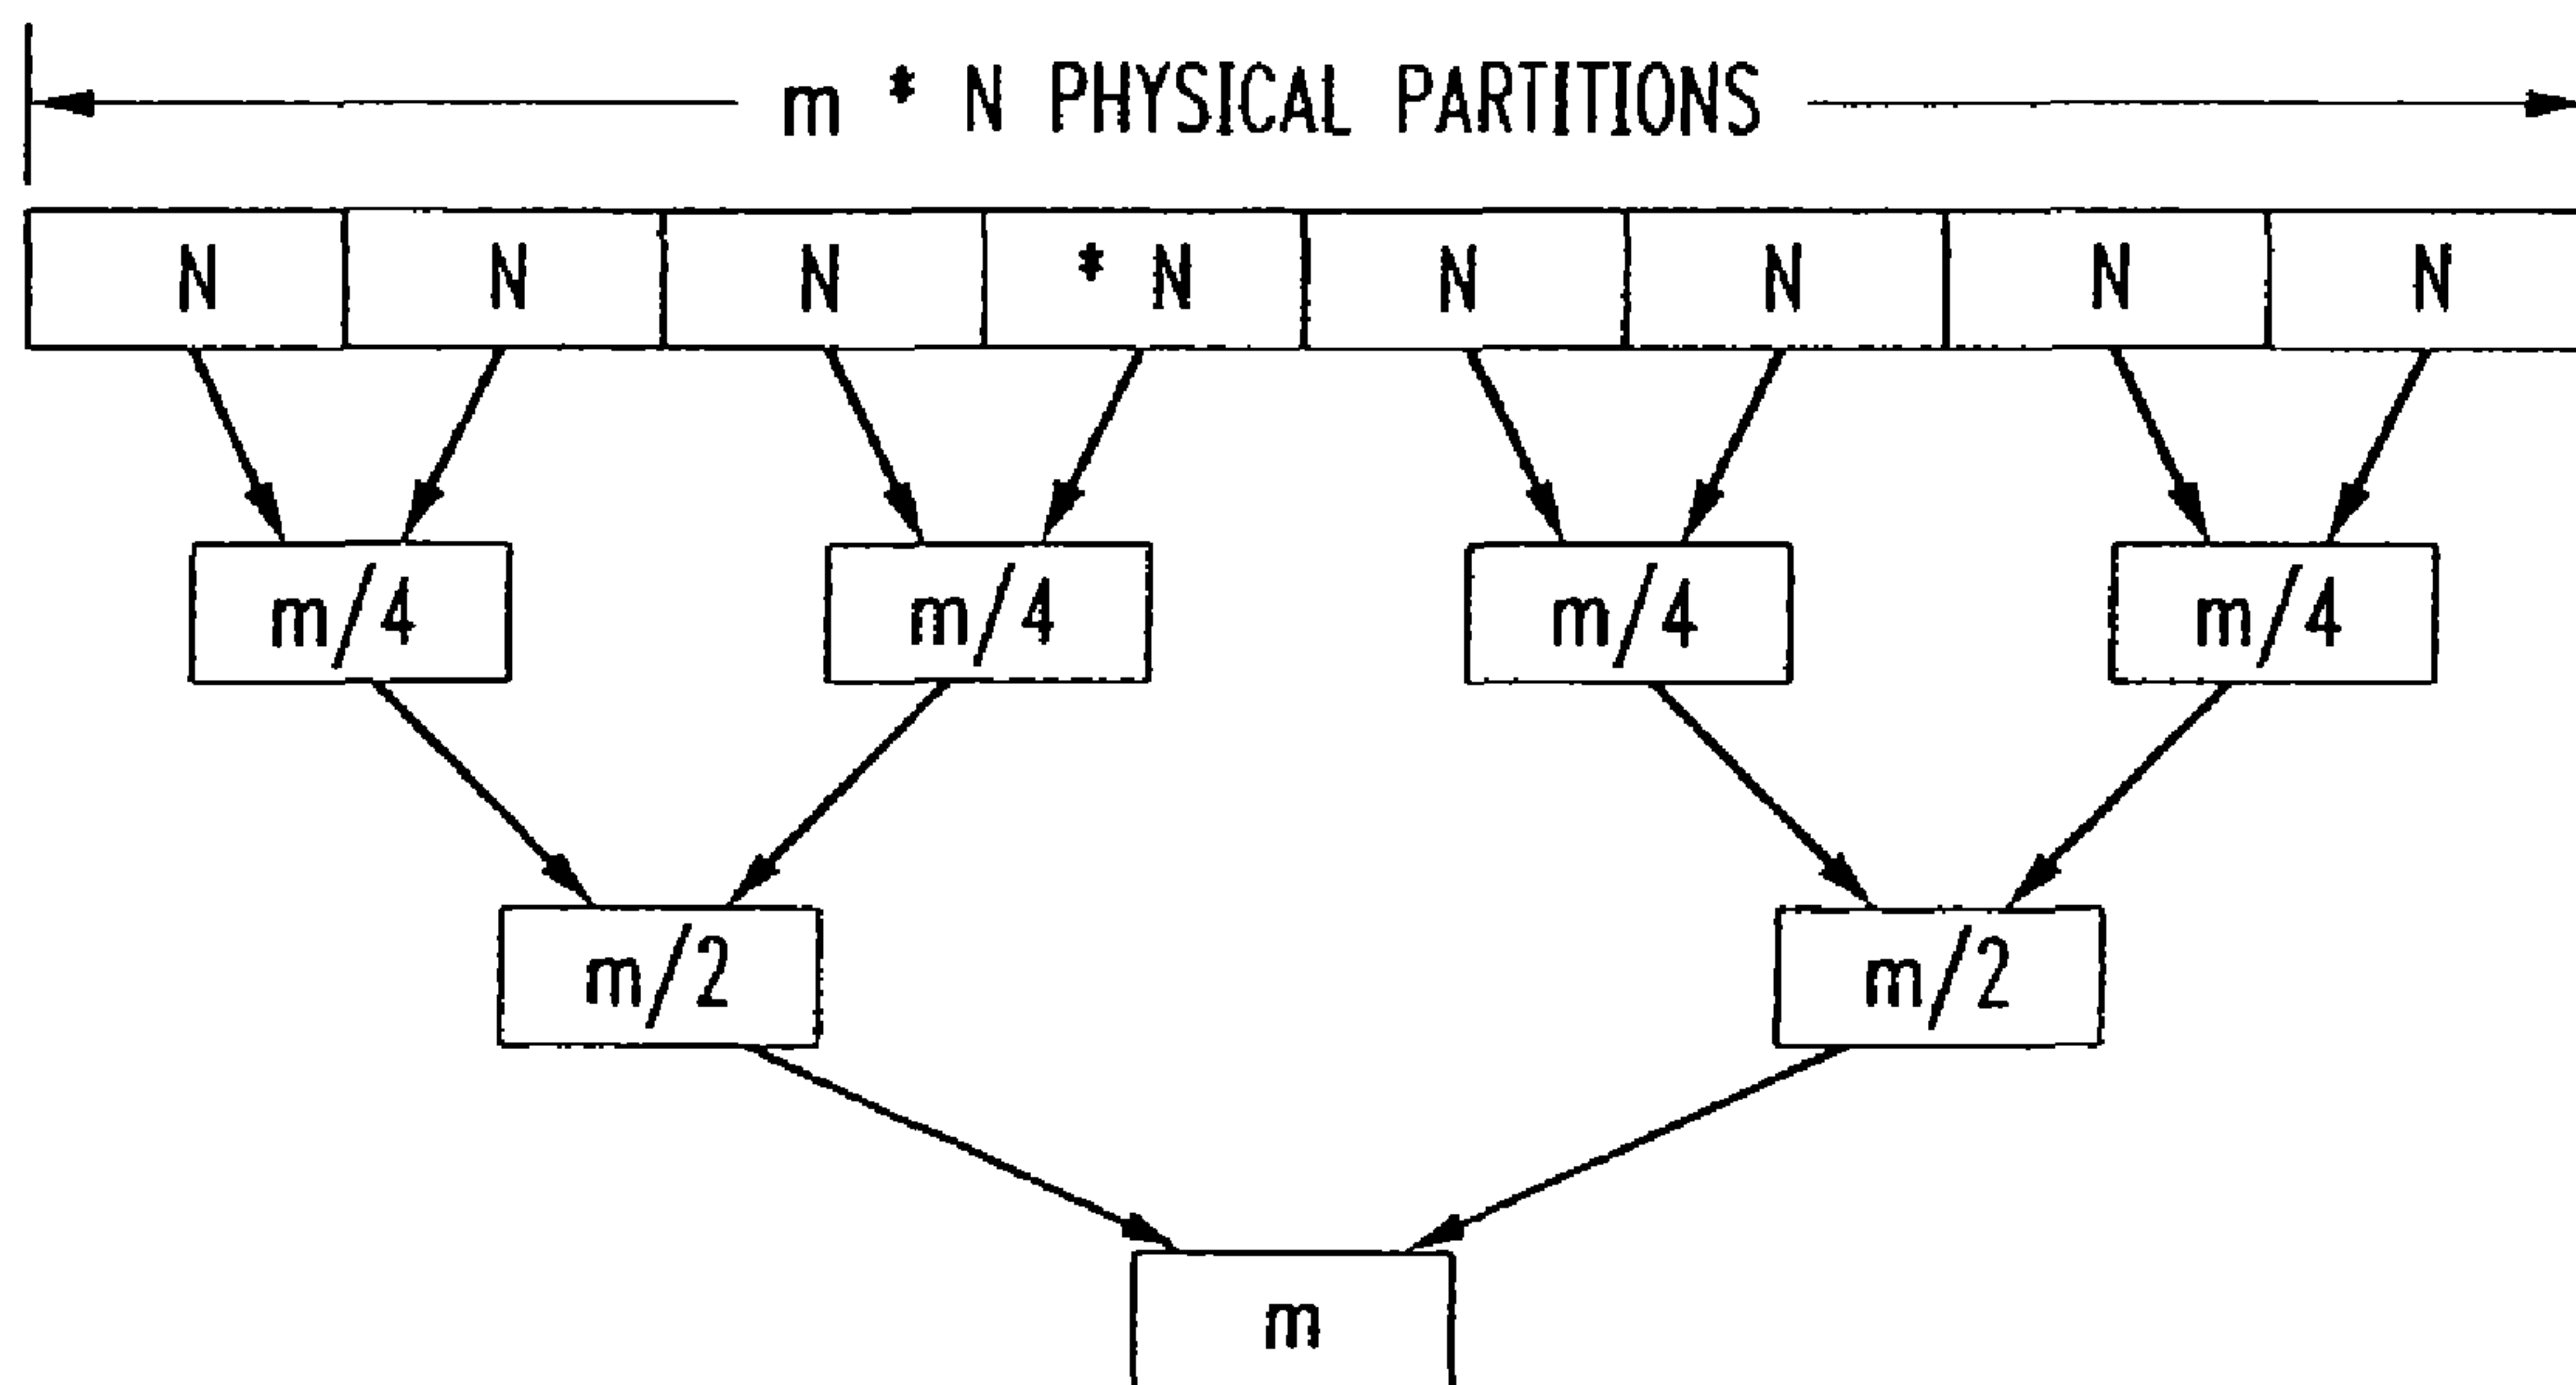 m * N PHYSICAL PARTITIONS
N N N * N N N N N
m/4 m/4 m/4 m/4
m/2 m/2
m